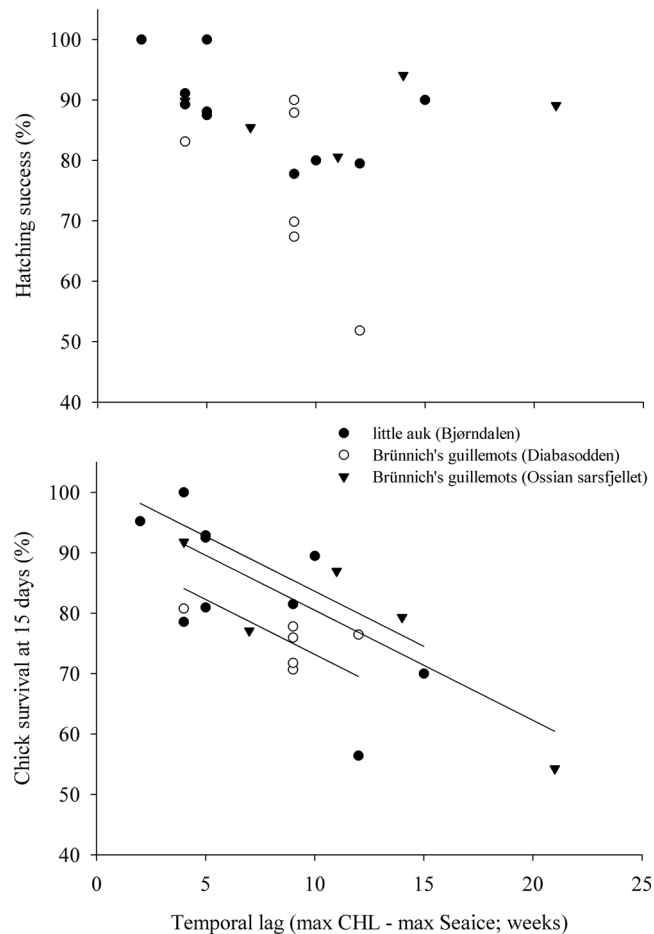 100
90
80
70
60
50
40
Hatching success (%)
little auk (Bjørndalen)
Brünnich's guillemots (Diabasodden)
Brünnich's guillemots (Ossian sarsfjellet)
100
90
80
70
60
50
40
Chick survival at 15 days (%)
0 5 10 15 20 25
Temporal lag (max CHL - max Seaice; weeks)